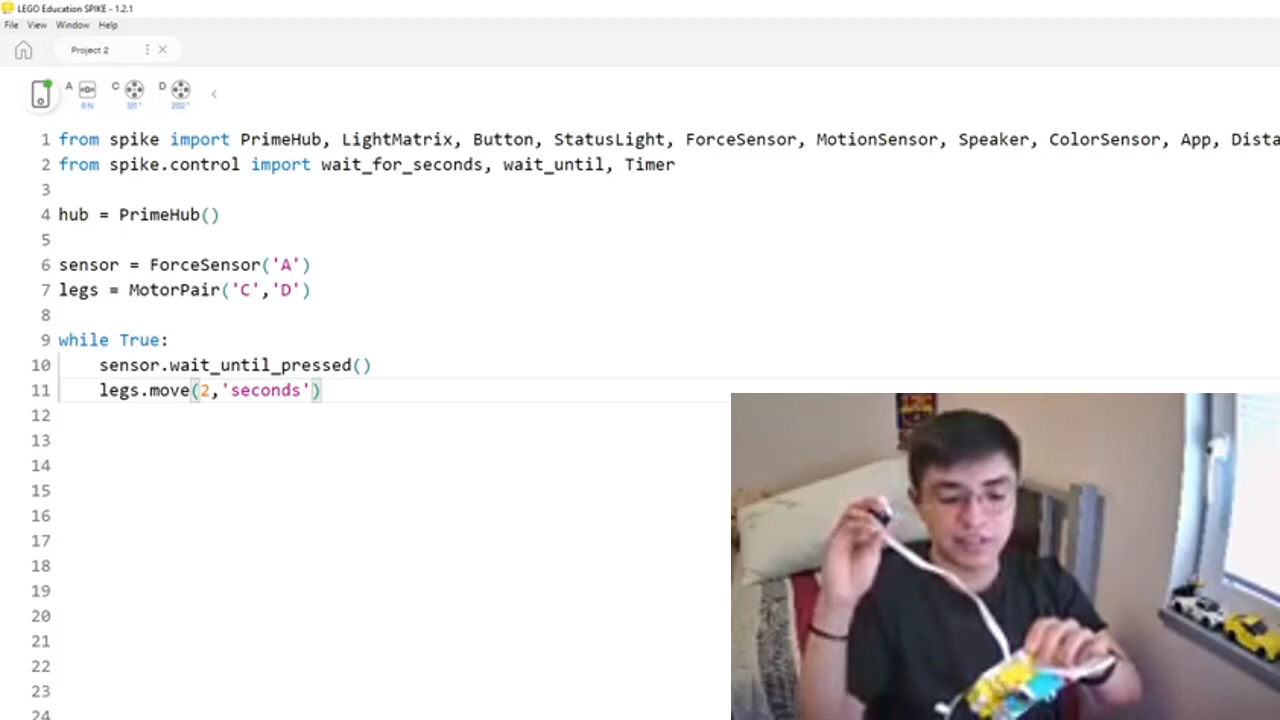 LEGO Education SPIKE - 1.2.1
File View Window Help
Project 2
A C D
1 from spike import PrimeHub, LightMatrix, Button, StatusLight, ForceSensor, MotionSensor, Speaker, ColorSensor, App, Dista
2 from spike.control import wait_for_seconds, wait_until, Timer
3
4 hub = PrimeHub()
5
6 sensor = ForceSensor('A')
7 legs = MotorPair('C','D')
8
9 while True:
10 sensor.wait_until_pressed()
11 legs.move(2,'seconds')
12
13
14
15
16
17
18
19
20
21
22
23
24